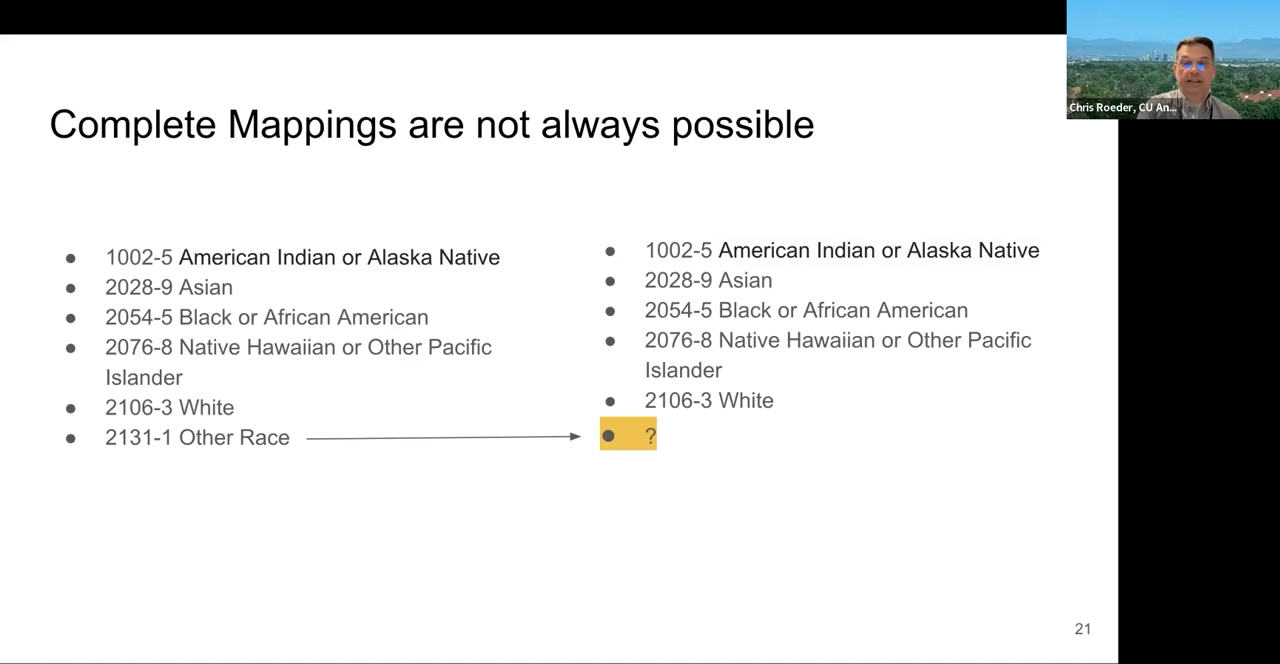 Chris Roeder, CU An...
Complete Mappings are not always possible
● 1002-5 American Indian or Alaska Native
● 2028-9 Asian
● 2054-5 Black or African American
● 2076-8 Native Hawaiian or Other Pacific
Islander
● 2106-3 White
● 2131-1 Other Race
● 1002-5 American Indian or Alaska Native
● 2028-9 Asian
● 2054-5 Black or African American
● 2076-8 Native Hawaiian or Other Pacific
Islander
● 2106-3 White
● ?
21